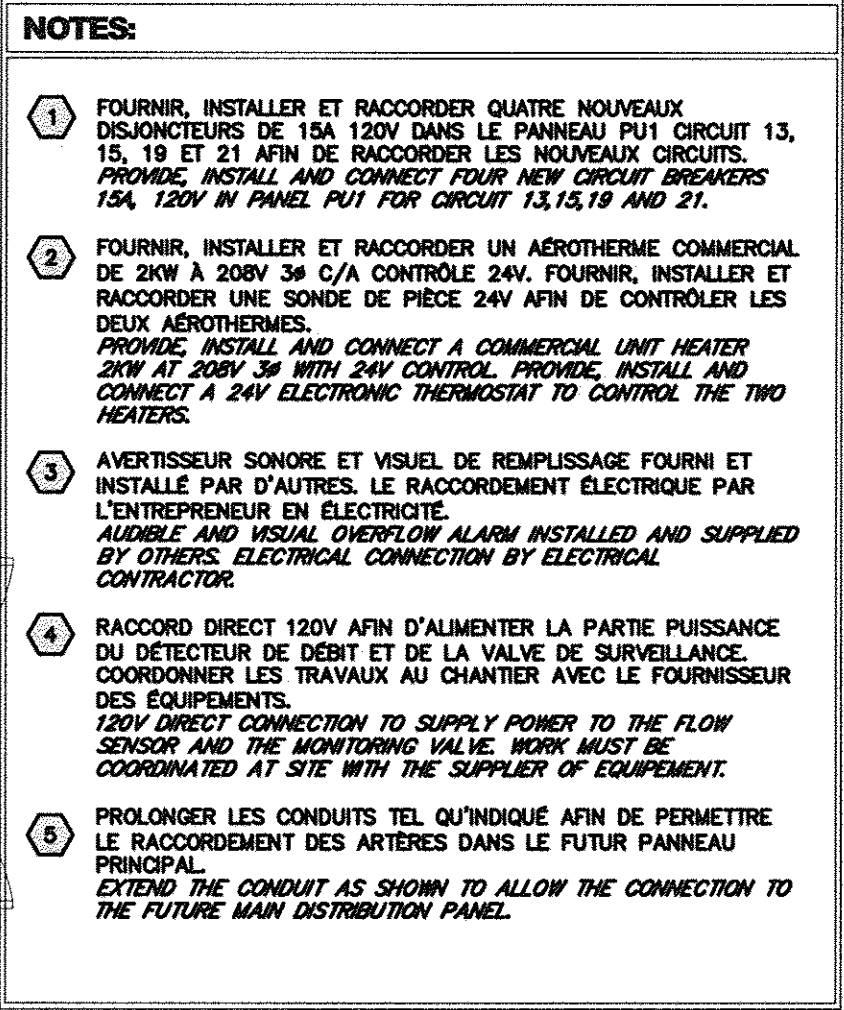 NOTES:
1
FOURNIR, INSTALLER ET RACCORDER QUATRE NOUVEAUX
DISJONCTEURS DE 15A 120V DANS LE PANNEAU PU1 CIRCUIT 13,
15, 19 ET 21 AFIN DE RACCORDER LES NOUVEAUX CIRCUITS.
PROVIDE, INSTALL AND CONNECT FOUR NEW CIRCUIT BREAKERS
15A, 120V IN PANEL PU1 FOR CIRCUIT 13,15,19 AND 21.
2
FOURNIR, INSTALLER ET RACCORDER UN AÉROTHERME COMMERCIAL
DE 2KW À 208V 3ø C/A CONTRÔLE 24V. FOURNIR, INSTALLER ET
RACCORDER UNE SONDE DE PIÈCE 24V AFIN DE CONTRÔLER LES
DEUX AÉROTHERMES.
PROVIDE, INSTALL AND CONNECT A COMMERCIAL UNIT HEATER
2KW AT 208V 3ø WITH 24V CONTROL. PROVIDE, INSTALL AND
CONNECT A 24V ELECTRONIC THERMOSTAT TO CONTROL THE TWO
HEATERS.
3
AVERTISSEUR SONORE ET VISUEL DE REMPLISSAGE FOURNI ET
INSTALLÉ PAR D'AUTRES. LE RACCORDEMENT ÉLECTRIQUE PAR
L'ENTREPRENEUR EN ÉLECTRICITÉ.
AUDIBLE AND VISUAL OVERFLOW ALARM INSTALLED AND SUPPLIED
BY OTHERS. ELECTRICAL CONNECTION BY ELECTRICAL
CONTRACTOR.
4
RACCORD DIRECT 120V AFIN D'ALIMENTER LA PARTIE PUISSANCE
DU DÉTECTEUR DE DÉBIT ET DE LA VALVE DE SURVEILLANCE.
COORDONNER LES TRAVAUX AU CHANTIER AVEC LE FOURNISSEUR
DES ÉQUIPEMENTS.
120V DIRECT CONNECTION TO SUPPLY POWER TO THE FLOW
SENSOR AND THE MONITORING VALVE. WORK MUST BE
COORDINATED AT SITE WITH THE SUPPLIER OF EQUIPEMENT.
5
PROLONGER LES CONDUITS TEL QU'INDIQUÉ AFIN DE PERMETTRE
LE RACCORDEMENT DES ARTÈRES DANS LE FUTUR PANNEAU
PRINCIPAL.
EXTEND THE CONDUIT AS SHOWN TO ALLOW THE CONNECTION TO
THE FUTURE MAIN DISTRIBUTION PANEL.